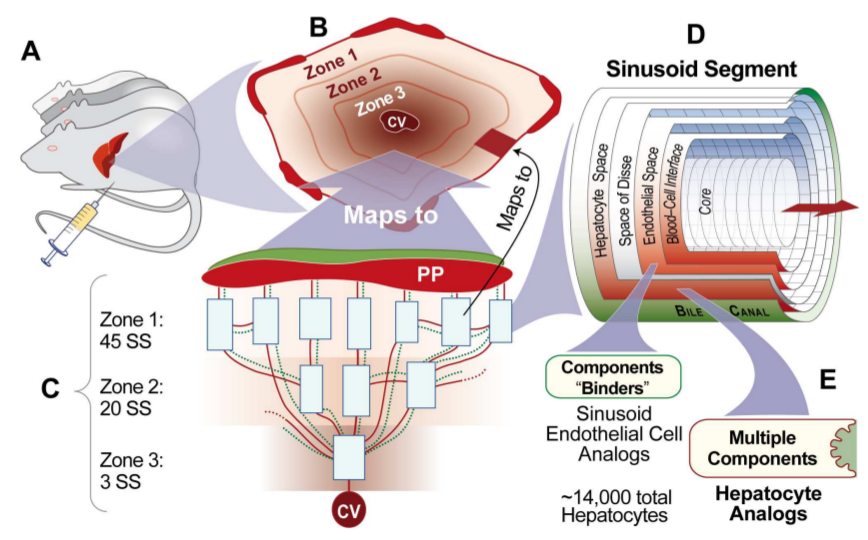 A
B
Zone 1
Zone 2
Zone 3
CV
Maps to
Maps to
PP
C
Zone 1:
45 SS
Zone 2:
20 SS
Zone 3:
3 SS
CV
D
Sinusoid Segment
Hepatocyte Space
Space of Disse
Endothelial Space
Blood–Cell Interface
Core
BILE CANAL
E
Components
“Binders”
Sinusoid
Endothelial Cell
Analogs
~14,000 total
Hepatocytes
Multiple
Components
Hepatocyte
Analogs